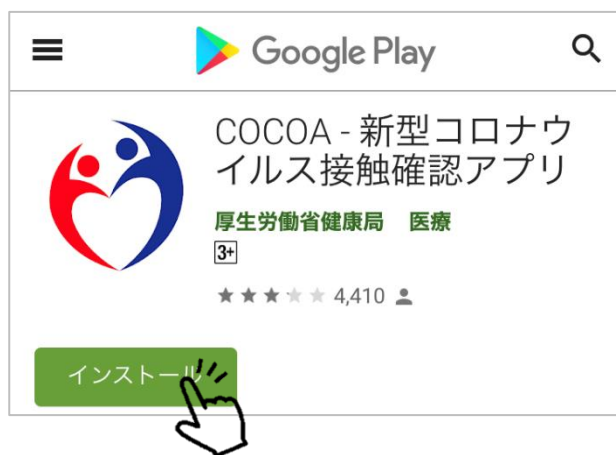 Google Play
COCOA - 新型コロナウ
イルス接触確認アプリ
厚生労働省健康局 医療
3+
4,410
インストール